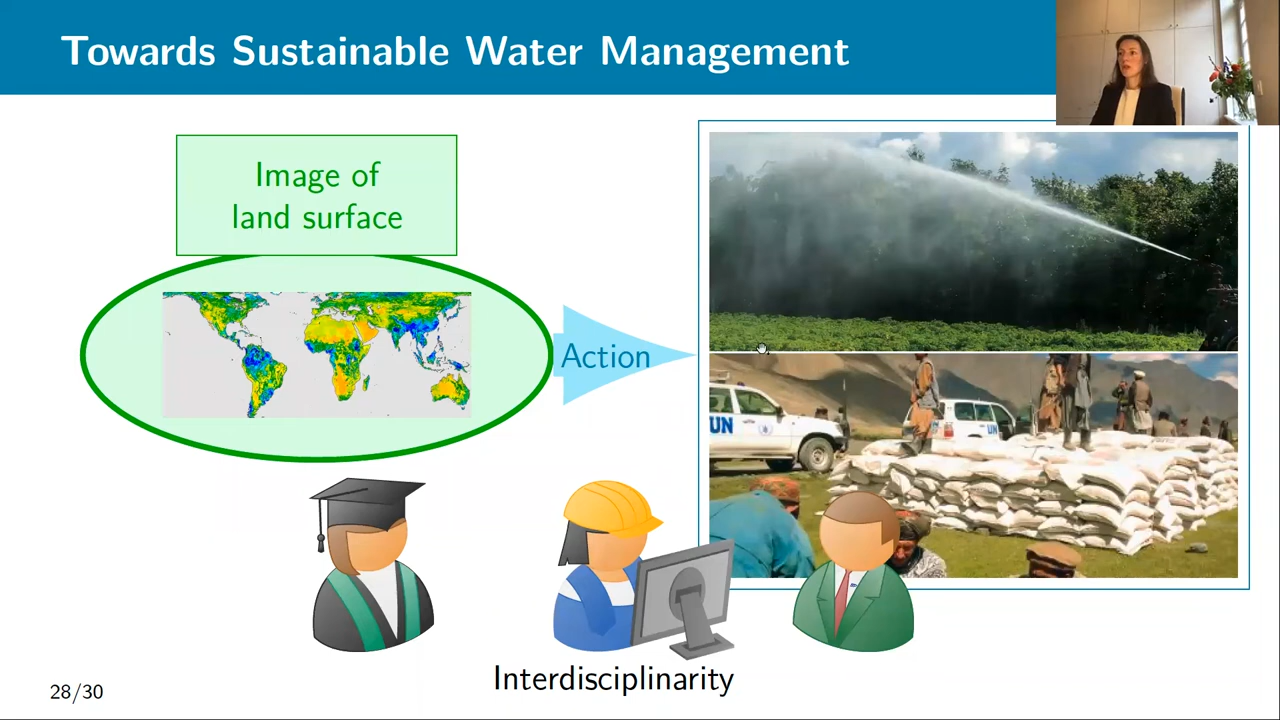 Towards Sustainable Water Management
Image of
land surface
Action
UN
UN
Interdisciplinarity
28/30